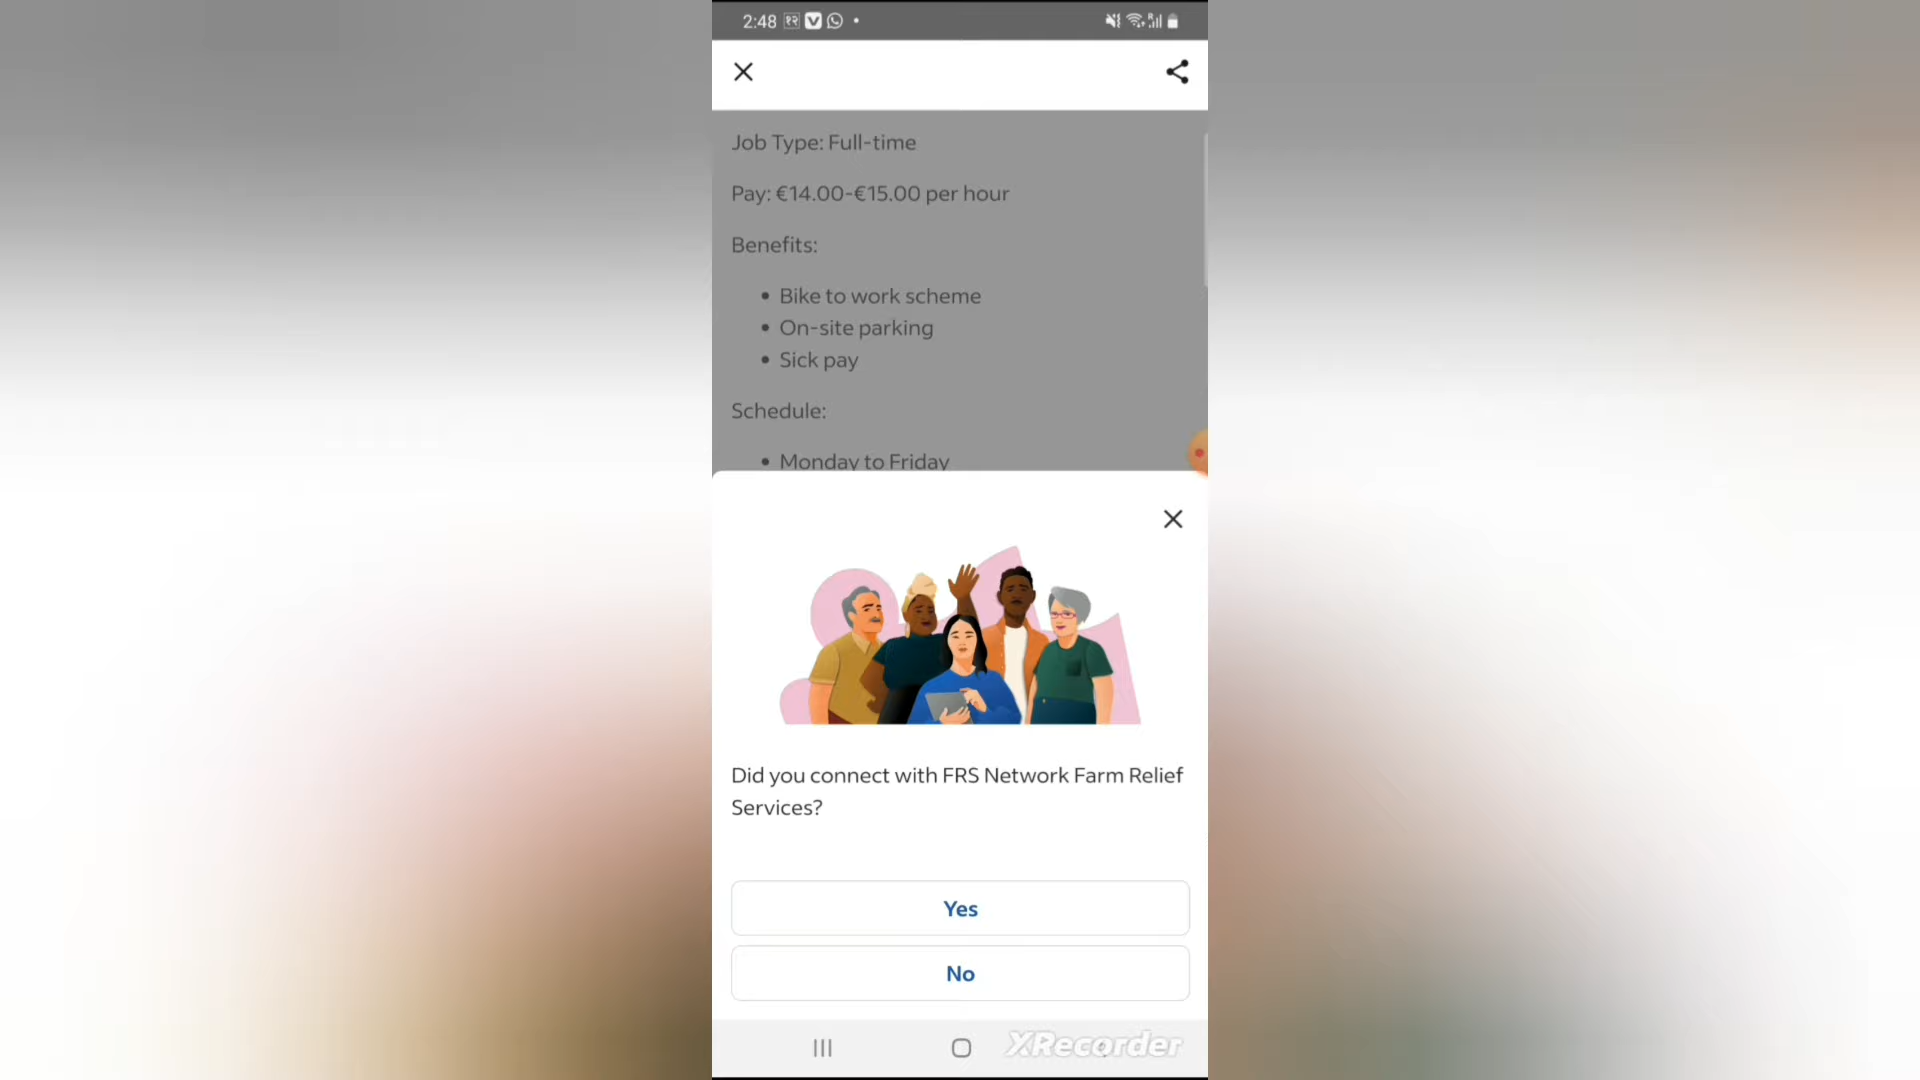 2:48 १२
Job Type: Full-time
Pay: €14.00-€15.00 per hour
Benefits:
• Bike to work scheme
• On-site parking
• Sick pay
Schedule:
• Monday to Friday
Did you connect with FRS Network Farm Relief
Services?
Yes
No
XRecorder